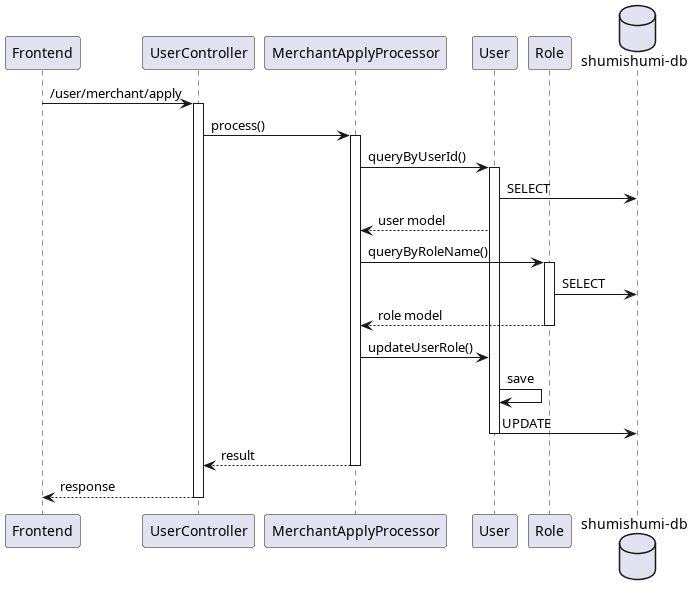 Frontend
UserController
MerchantApplyProcessor
User
Role
shumishumi-db
/user/merchant/apply
process()
queryByUserId()
SELECT
user model
queryByRoleName()
SELECT
role model
updateUserRole()
save
UPDATE
result
response
Frontend
UserController
MerchantApplyProcessor
User
Role
shumishumi-db